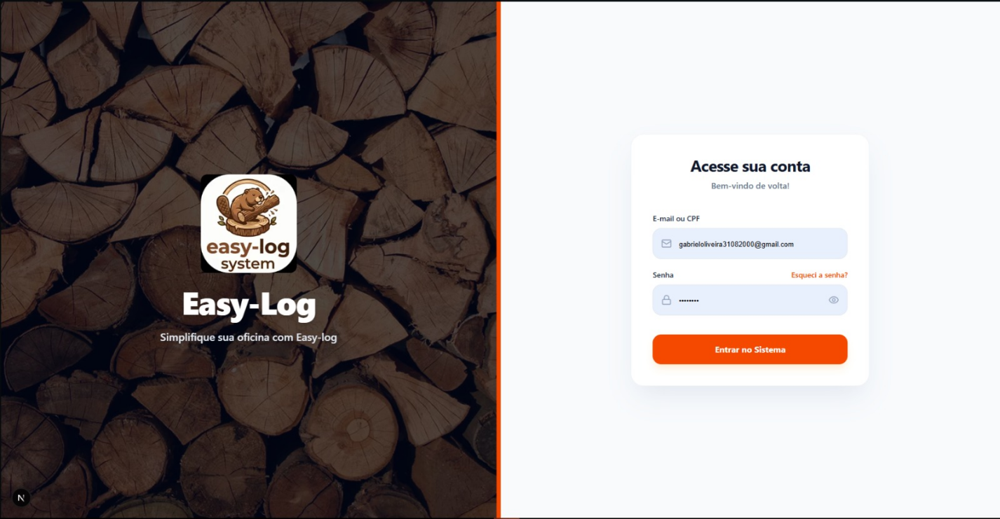 easy-log
system
Easy-Log
Simplifique sua oficina com Easy-log
N
Acesse sua conta
Bem-vindo de volta!
E-mail ou CPF
gabrieloliveira31082000@gmail.com
Senha
Esqueci a senha?
••••••••
Entrar no Sistema